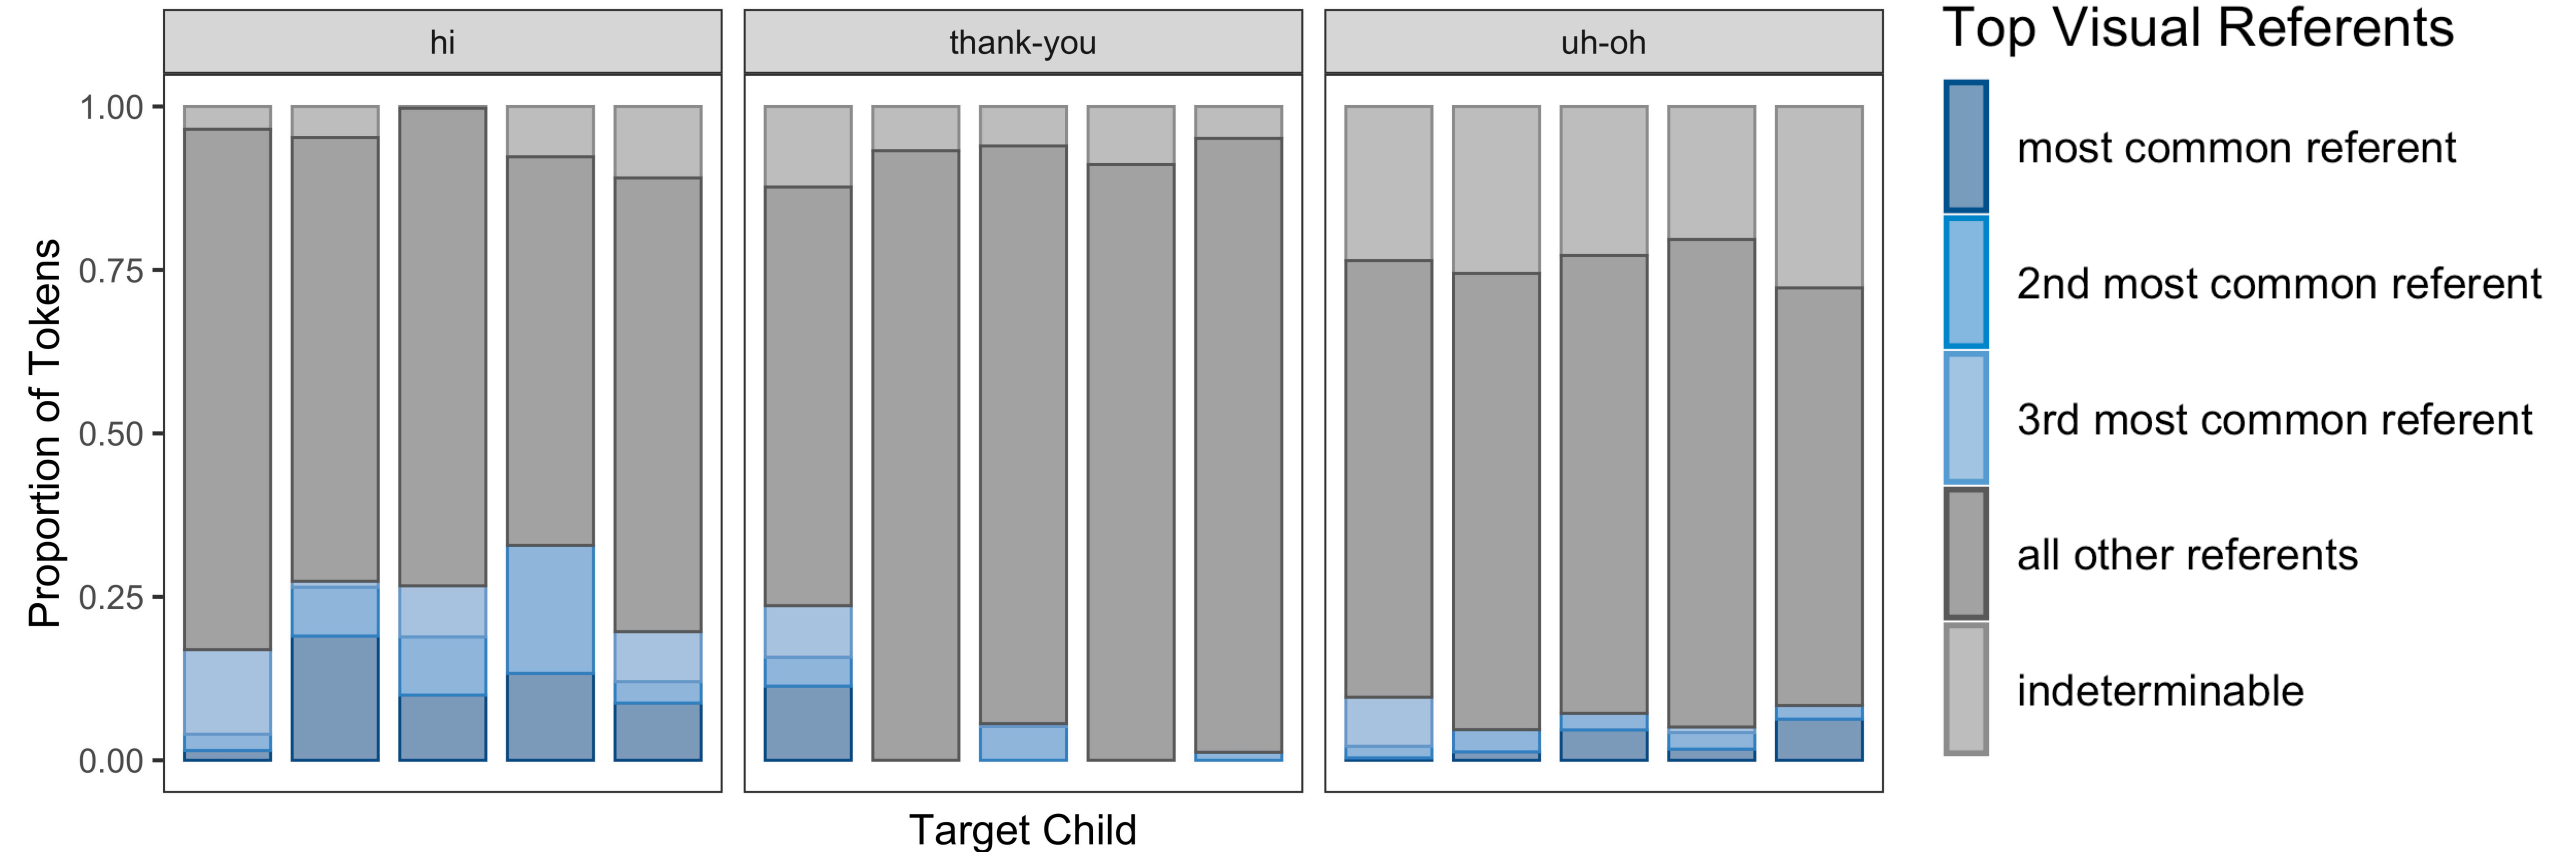 hi
thank-you
uh-oh
1.00
0.75
0.50
0.25
0.00
Proportion of Tokens
Target Child
Top Visual Referents
most common referent
2nd most common referent
3rd most common referent
all other referents
indeterminable